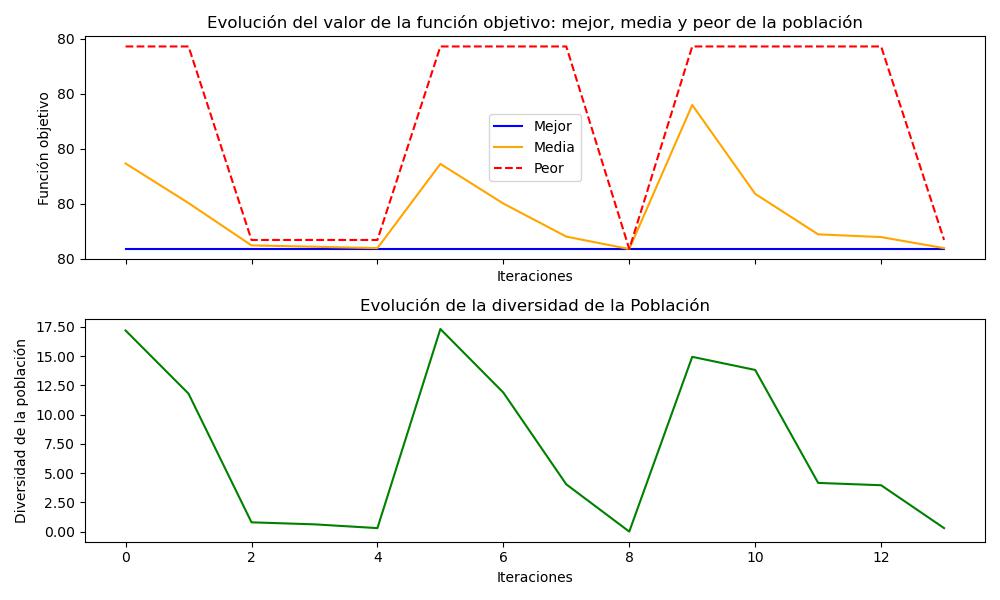 Evolución del valor de la función objetivo: mejor, media y peor de la población
80
80
80
80
80
Función objetivo
Mejor
Media
Peor
Iteraciones
Evolución de la diversidad de la Población
17.50
15.00
12.50
10.00
7.50
5.00
2.50
0.00
Diversidad de la población
0 2 4 6 8 10 12
Iteraciones